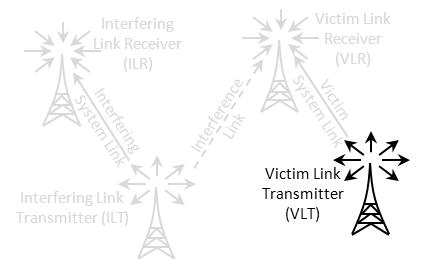 Interfering
Link Receiver
(ILR)
Victim Link
Receiver
(VLR)
Interfering
System Link
Interference
Link
Victim
System Link
Interfering Link
Transmitter (ILT)
Victim Link
Transmitter
(VLT)